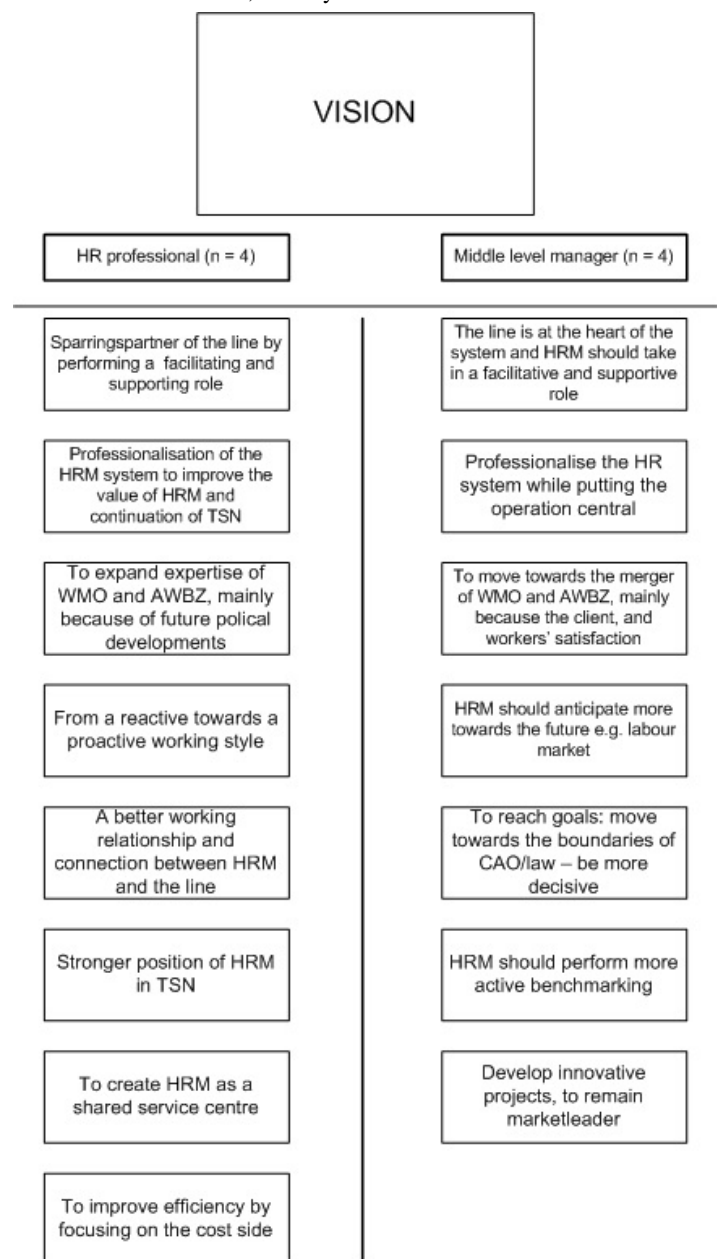 VISION
HR professional (n = 4)
Middle level manager (n = 4)
Sparringspartner of the line by
performing a facilitating and
supporting role
The line is at the heart of the
system and HRM should take
in a facilitative and supportive
role
Professionalisation of the
HRM system to improve the
value of HRM and
continuation of TSN
Professionalise the HR
system while putting the
operation central
To expand expertise of
WMO and AWBZ, mainly
because of future polical
developments
To move towards the merger
of WMO and AWBZ, mainly
because the client, and
workers' satisfaction
From a reactive towards a
proactive working style
HRM should anticipate more
towards the future e.g. labour
market
A better working
relationship and
connection between HRM
and the line
To reach goals: move
towards the boundaries of
CAO/law – be more
decisive
Stronger position of HRM
in TSN
HRM should perform more
active benchmarking
To create HRM as a
shared service centre
Develop innovative
projects, to remain
marketleader
To improve efficiency by
focusing on the cost side